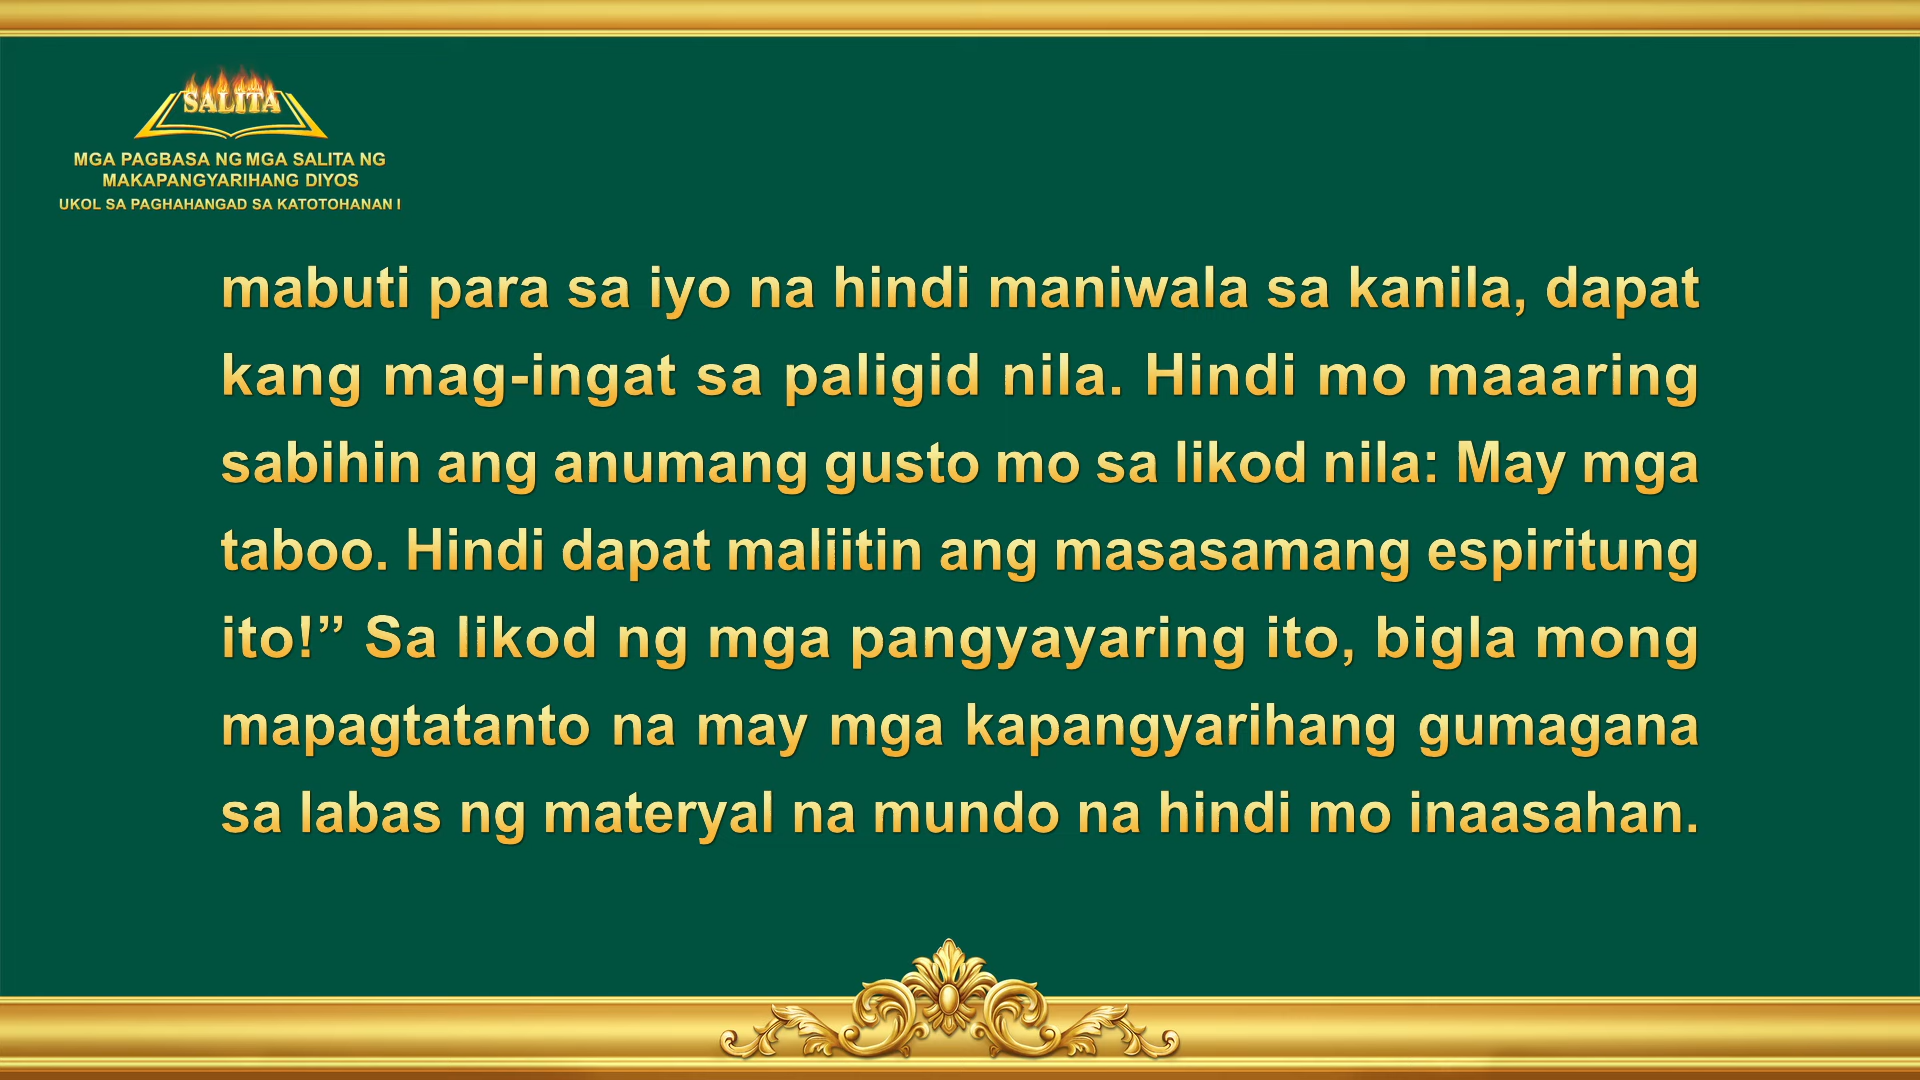 SALITA
MGA PAGBASA NG MGA SALITA NG
MAKAPANGYARIHANG DIYOS
UKOL SA PAGHAHANGAD SA KATOTOHANAN I
mabuti para sa iyo na hindi maniwala sa kanila, dapat
kang mag-ingat sa paligid nila. Hindi mo maaaring
sabihin ang anumang gusto mo sa likod nila: May mga
taboo. Hindi dapat maliitin ang masasamang espiritung
ito!” Sa likod ng mga pangyayaring ito, bigla mong
mapagtatanto na may mga kapangyarihang gumagana
sa labas ng materyal na mundo na hindi mo inaasahan.